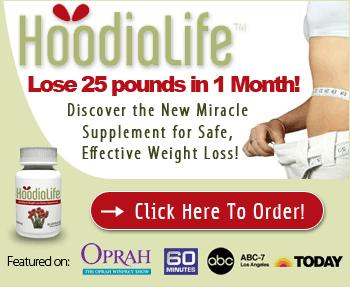 HoodiaLife™
Lose 25 pounds in 1 Month!
Discover the New Miracle
Supplement for Safe,
Effective Weight Loss!
HoodiaLife
Click Here To Order!
Featured on:
OPRAH
THE OPRAH WINFREY SHOW
60
MINUTES
abc
ABC-7
Los Angeles
TODAY